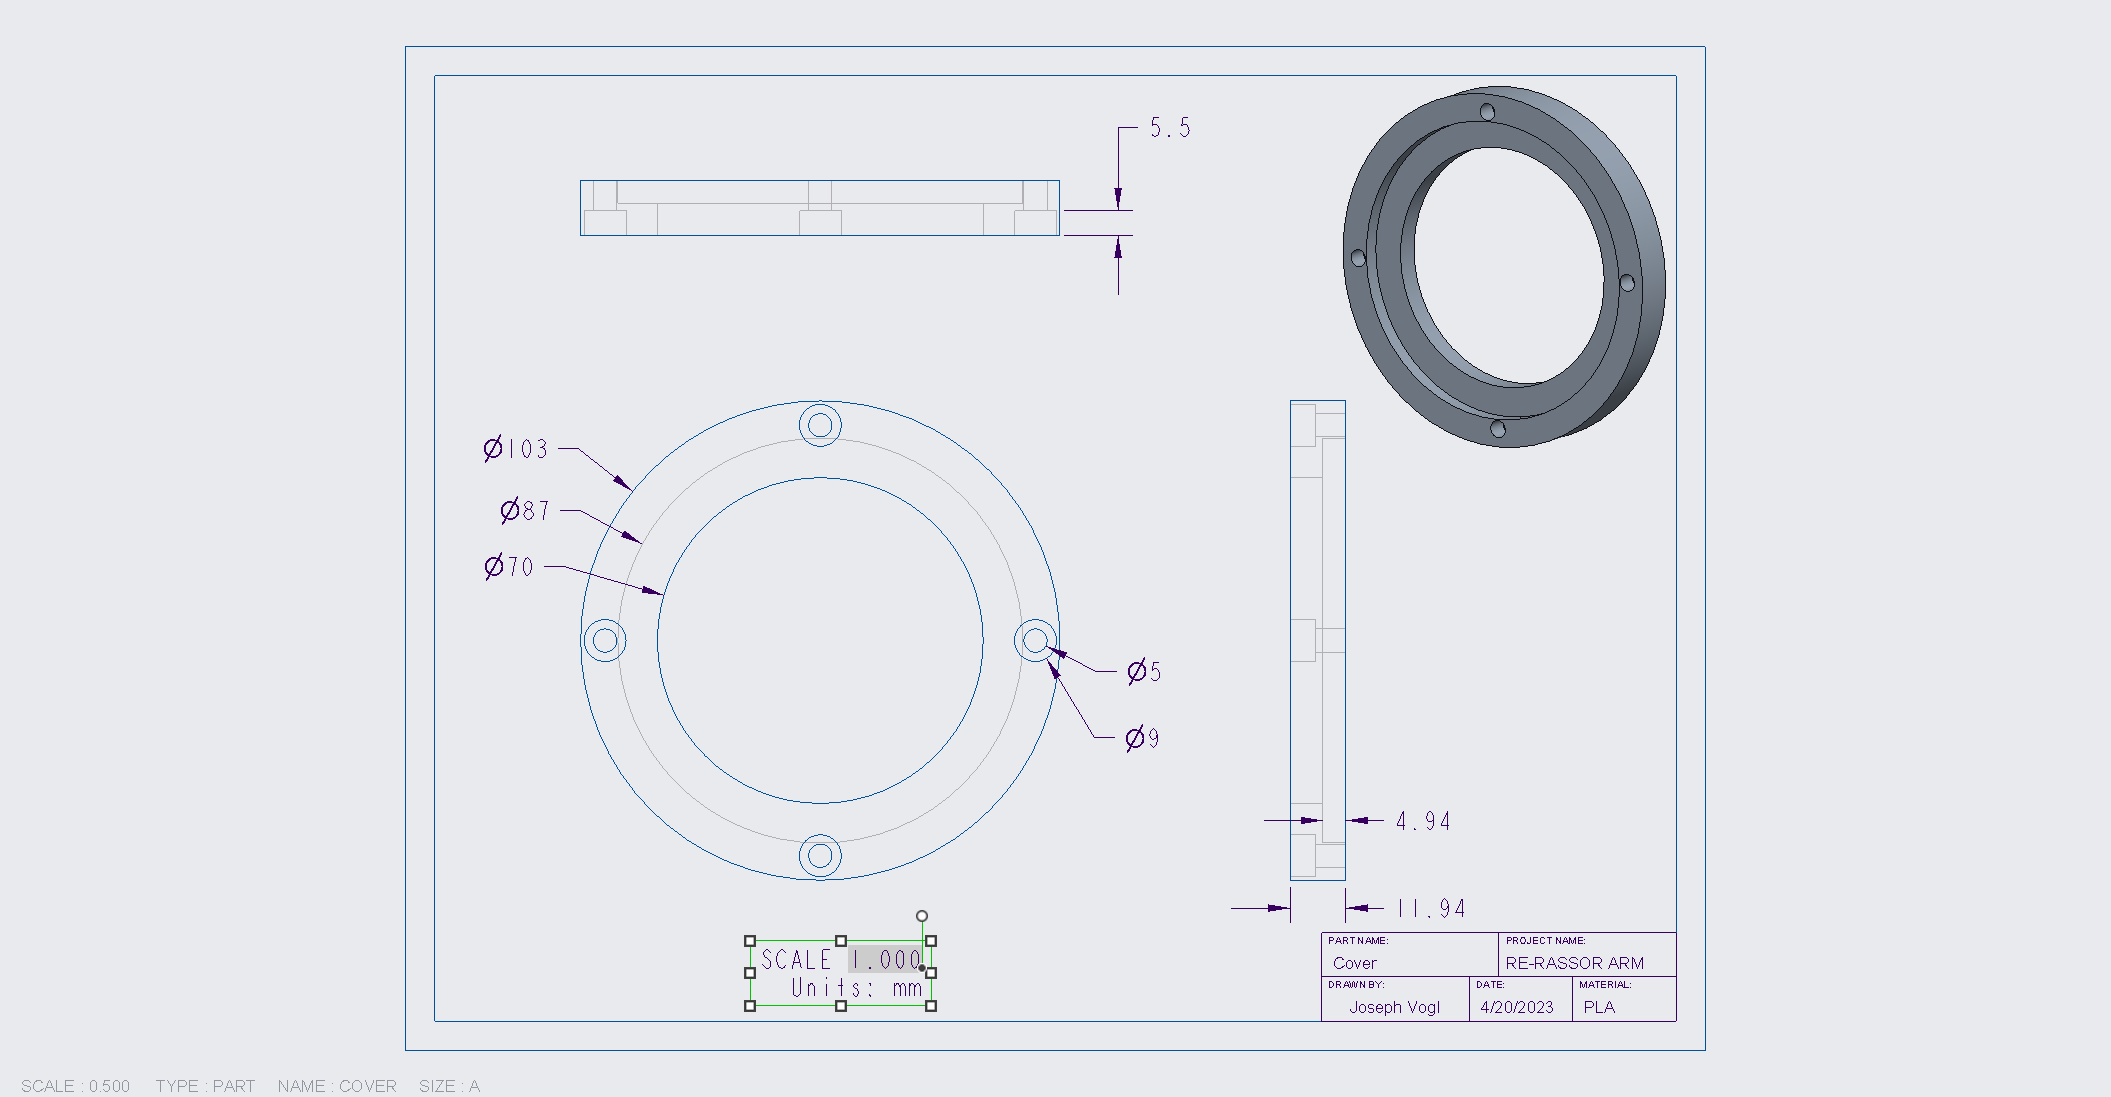 5.5
Ø103
Ø87
Ø70
Ø5
Ø9
4.94
11.94
SCALE 1.000
Units: mm
PART NAME:
Cover
PROJECT NAME:
RE-RASSOR ARM
DRAWN BY:
Joseph Vogl
DATE:
4/20/2023
MATERIAL:
PLA
SCALE : 0.500 TYPE : PART NAME : COVER SIZE : A